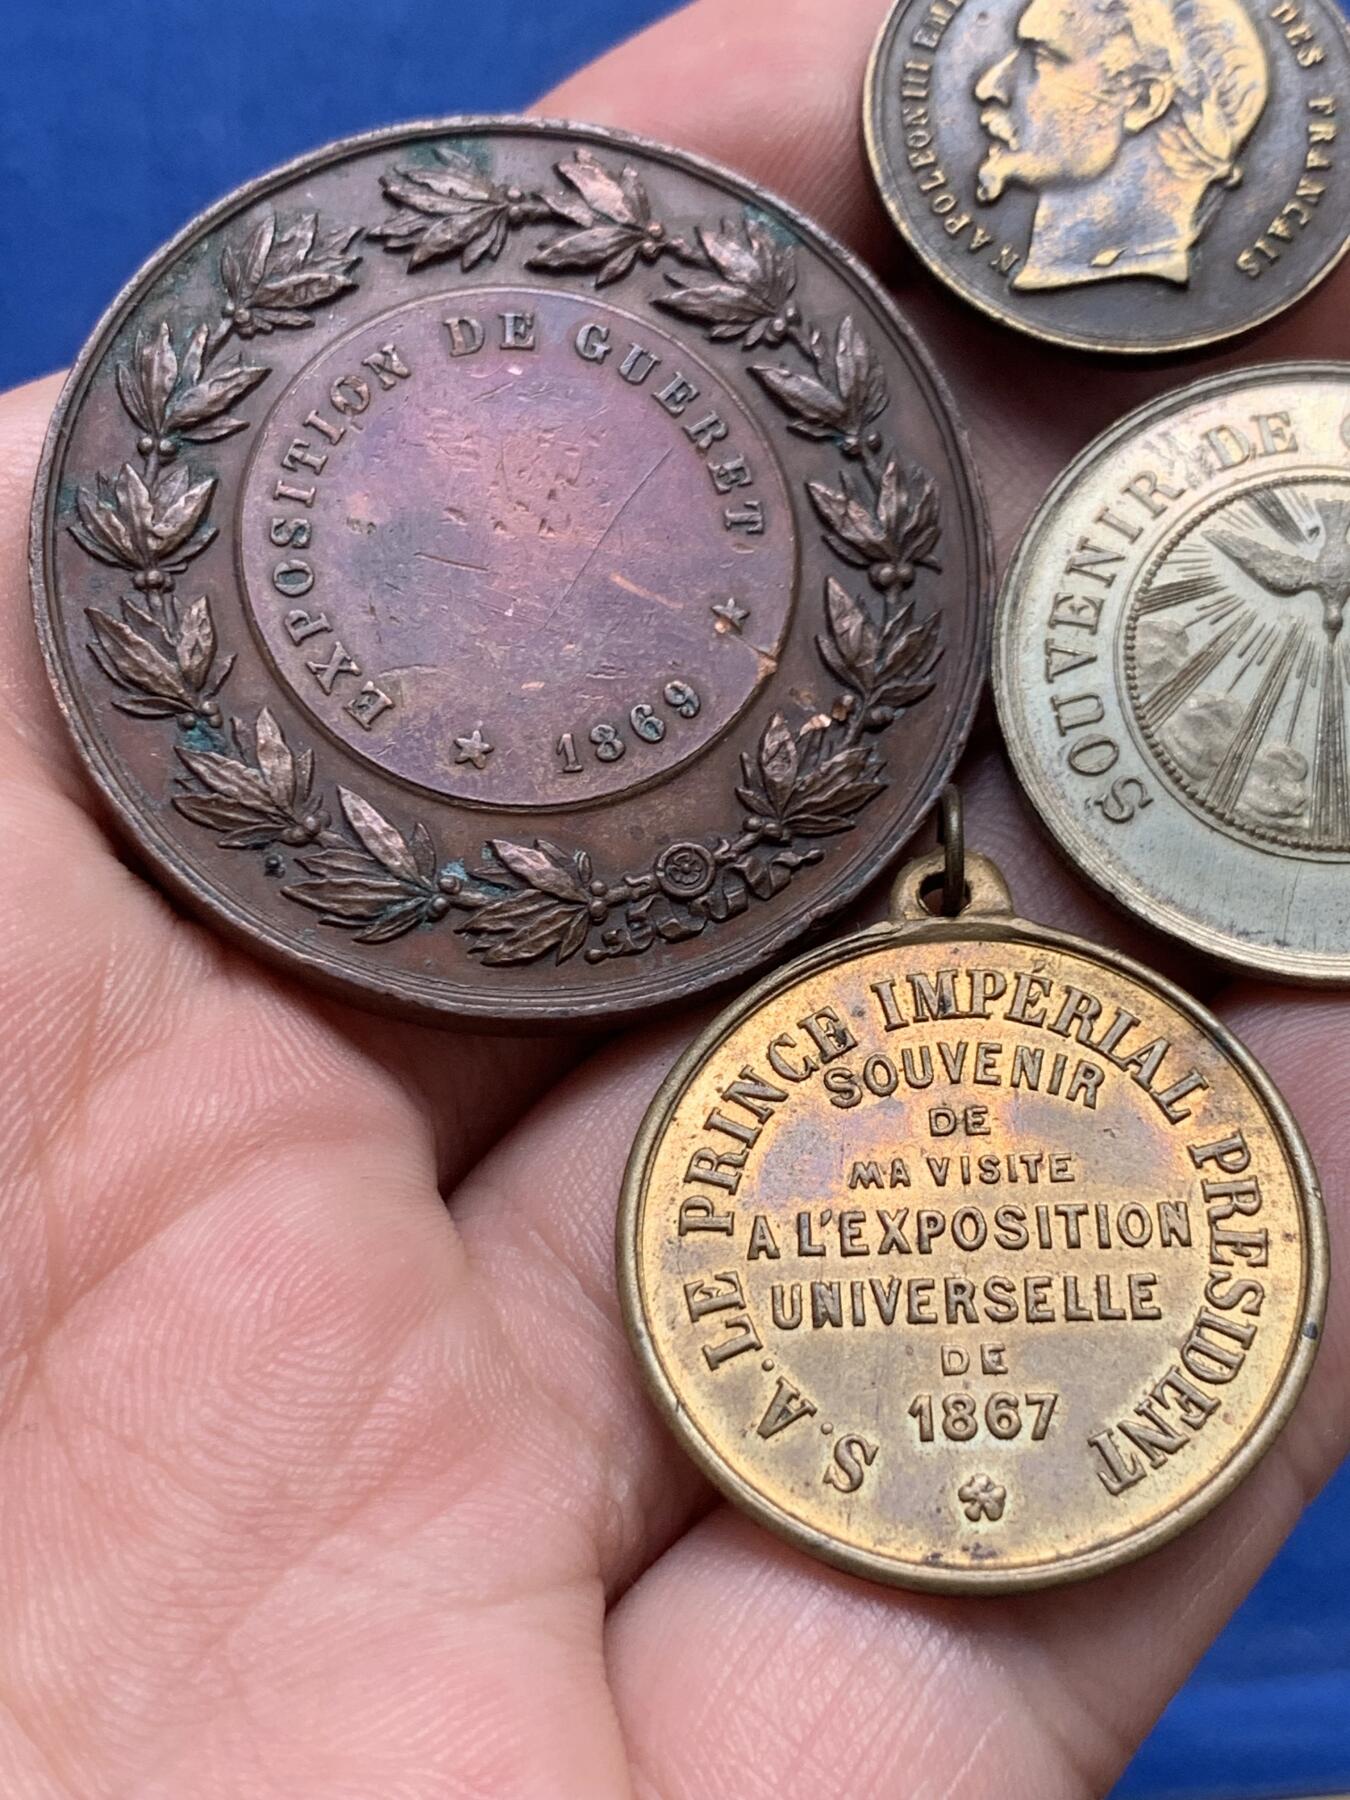 NAPOLEON III EM
DES FRANÇAIS
EXPOSITION DE GUERET
1869
SOUVENIR DE
S. A. LE PRINCE IMPÉRIAL PRESIDENT
SOUVENIR
DE
MA VISITE
A L'EXPOSITION
UNIVERSELLE
DE
1867